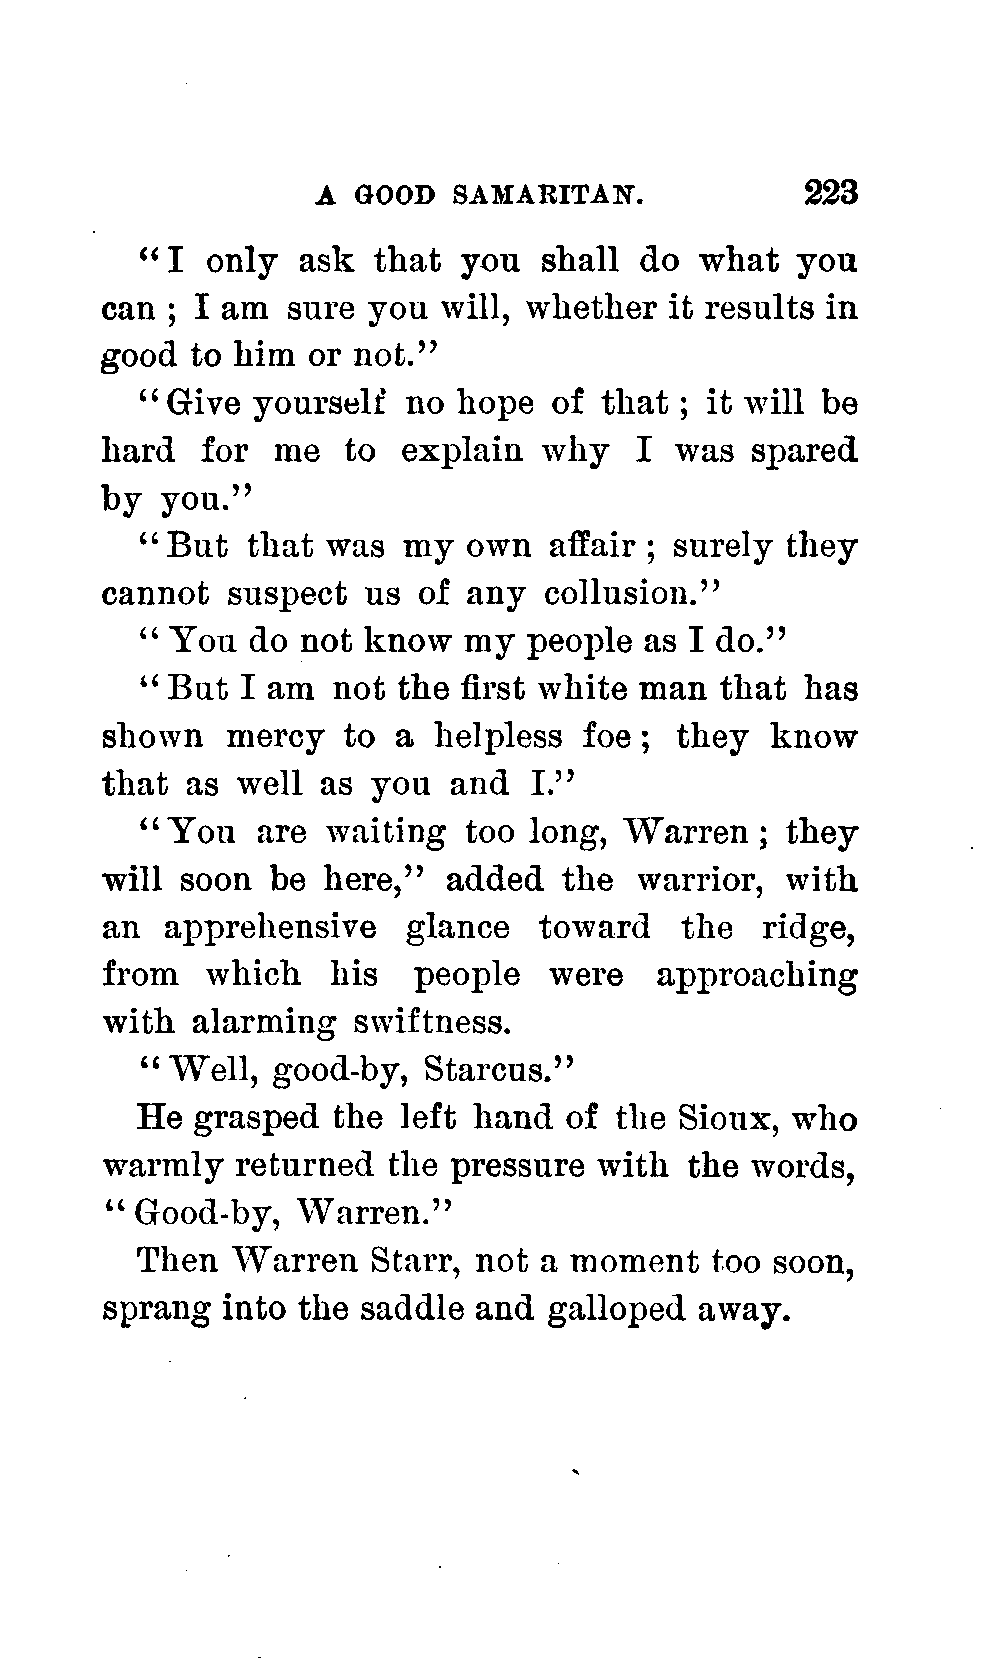 A GOOD SAMARITAN. 223
"I only ask that you shall do what you
can ; I am sure you will, whether it results in
good to him or not."
"Give yourself no hope of that ; it will be
hard for me to explain why I was spared
by you."
"But that was my own affair ; surely they
cannot suspect us of any collusion."
"You do not know my people as I do."
"But I am not the first white man that has
shown mercy to a helpless foe ; they know
that as well as you and I."
"You are waiting too long, Warren ; they
will soon be here," added the warrior, with
an apprehensive glance toward the ridge,
from which his people were approaching
with alarming swiftness.
"Well, good-by, Starcus."
He grasped the left hand of the Sioux, who
warmly returned the pressure with the words,
"Good-by, Warren."
Then Warren Starr, not a moment too soon,
sprang into the saddle and galloped away.